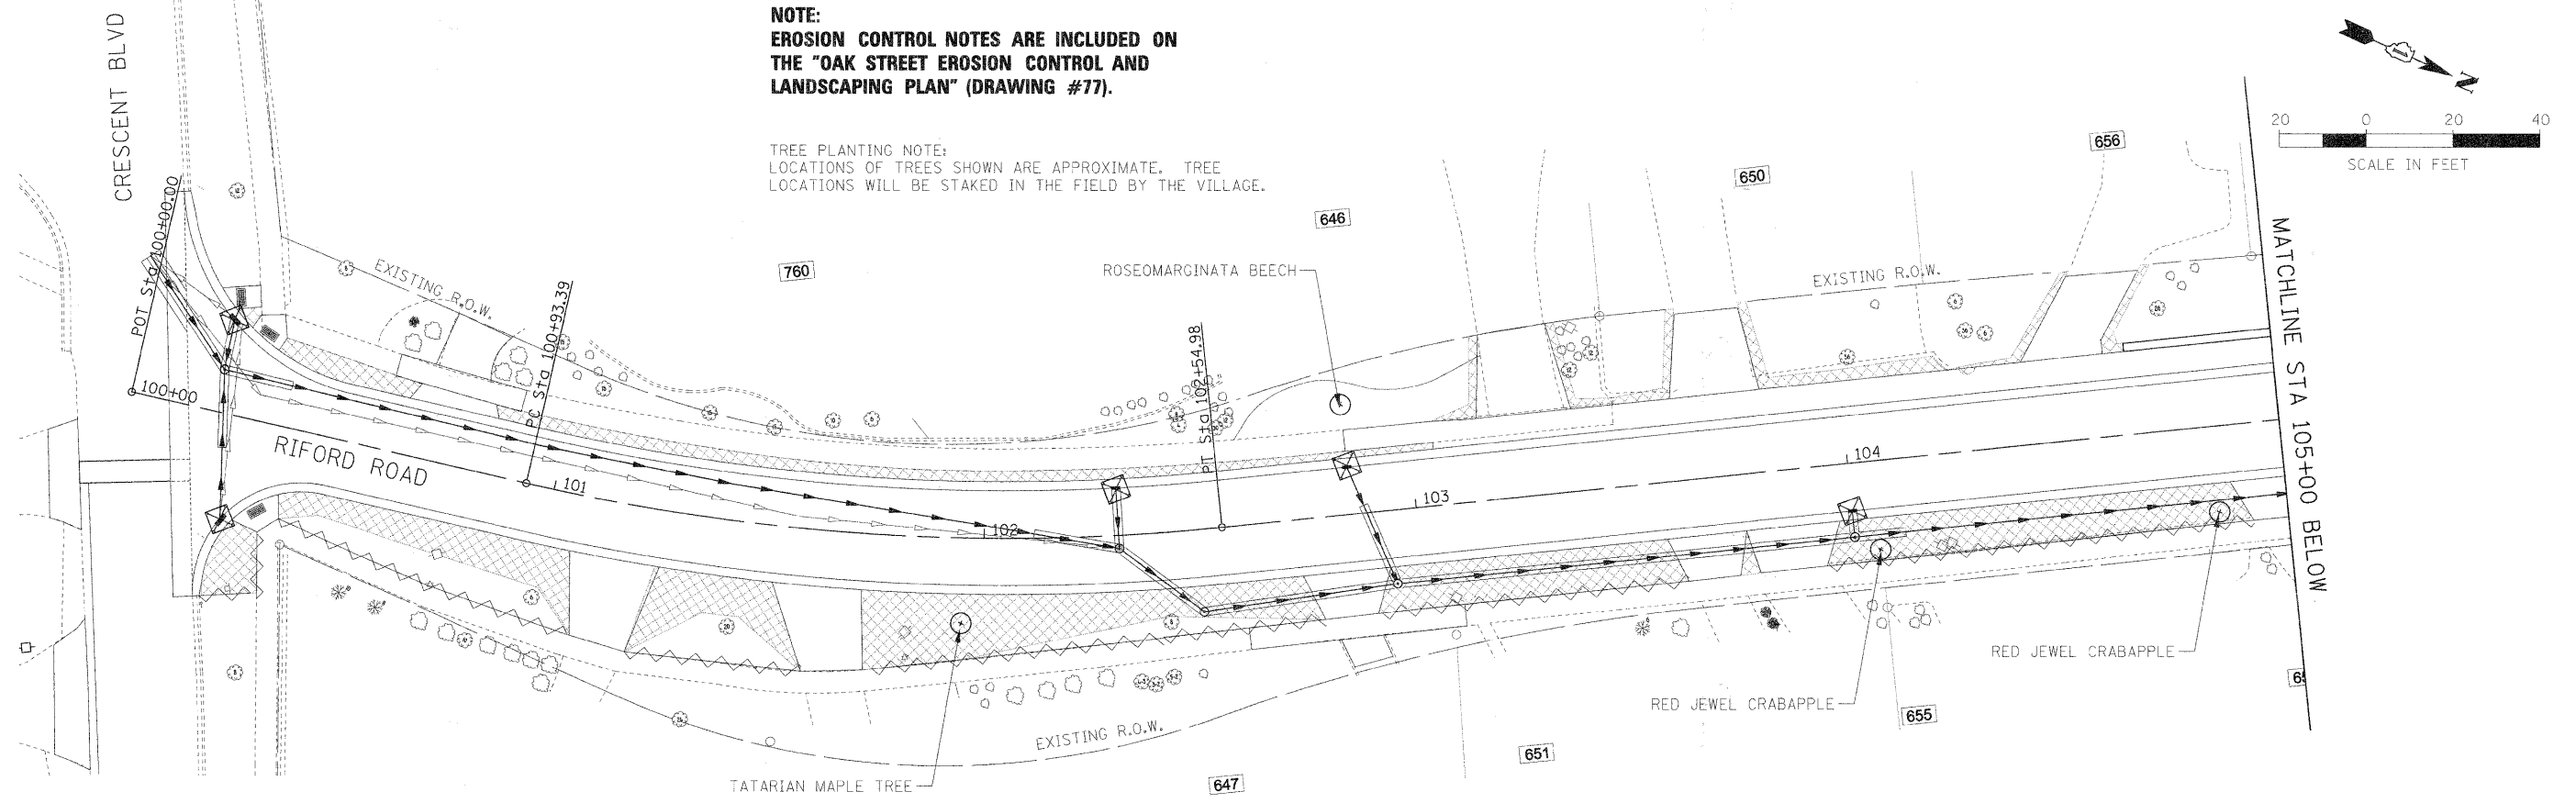 NOTE:
EROSION CONTROL NOTES ARE INCLUDED ON
THE "OAK STREET EROSION CONTROL AND
LANDSCAPING PLAN" (DRAWING #77).
TREE PLANTING NOTE:
LOCATIONS OF TREES SHOWN ARE APPROXIMATE. TREE
LOCATIONS WILL BE STAKED IN THE FIELD BY THE VILLAGE.
CRESCENT BLVD
N
20 0 20 40
SCALE IN FEET
656
650
646
760
ROSEOMARGINATA BEECH
EXISTING R.O.W.
EXISTING R.O.W.
POT Sta 100+00.00
PC Sta 100+93.39
PT Sta 102+54.98
MATCHLINE STA 105+00 BELOW
100+00
RIFORD ROAD
101
102
103
104
RED JEWEL CRABAPPLE
RED JEWEL CRABAPPLE
655
EXISTING R.O.W.
651
TATARIAN MAPLE TREE
647